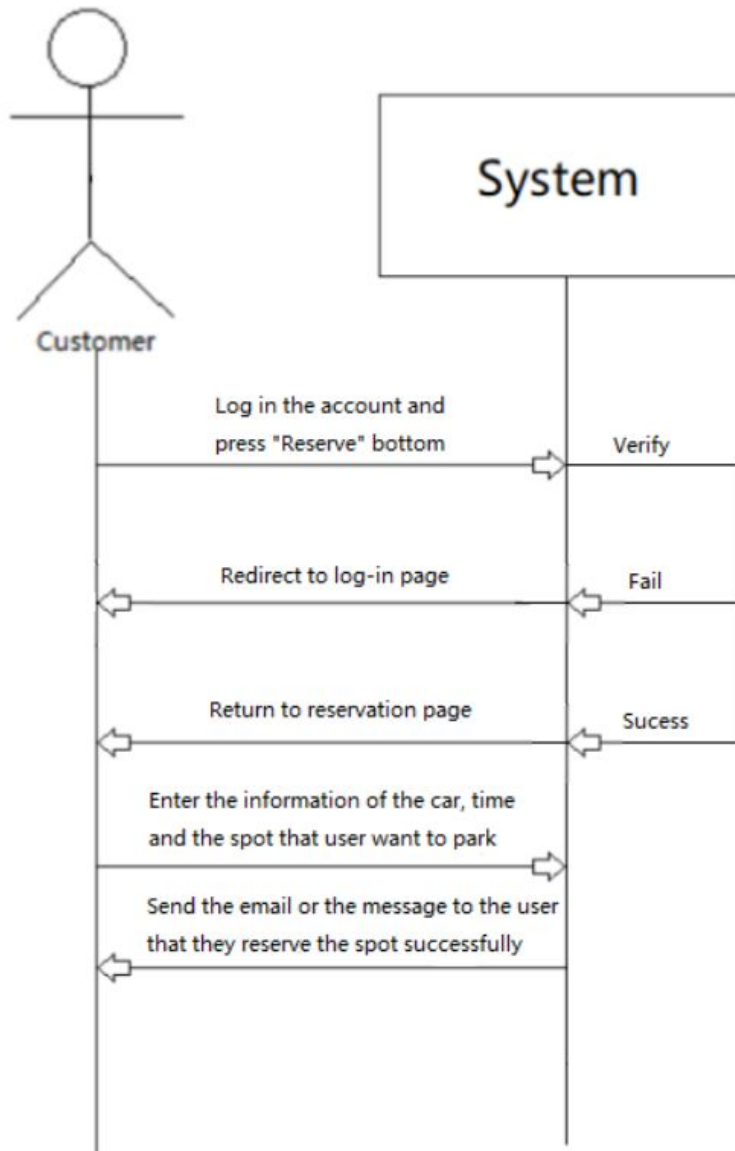 System
Customer
Log in the account and
press "Reserve" bottom
Verify
Redirect to log-in page
Fail
Return to reservation page
Sucess
Enter the information of the car, time
and the spot that user want to park
Send the email or the message to the user
that they reserve the spot successfully